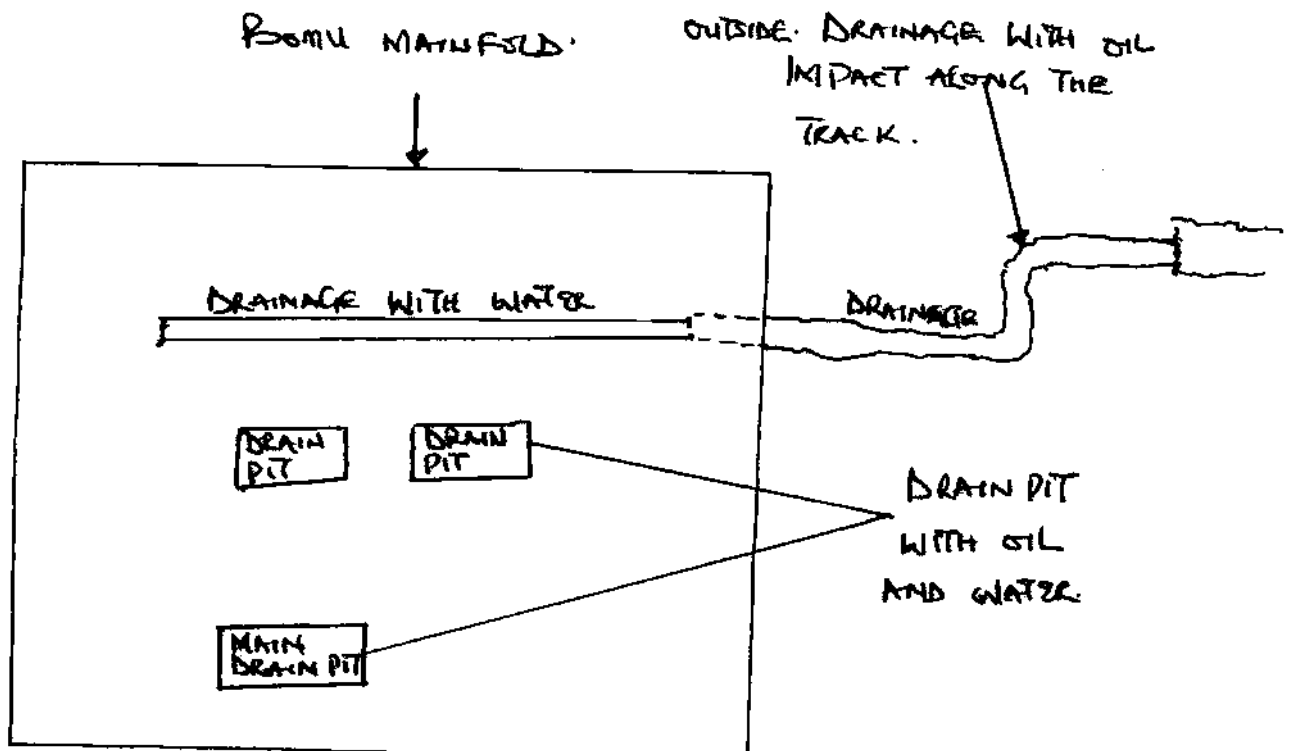 BOMU MAINFOLD.
OUTSIDE. DRAINAGE WITH OIL
IMPACT ALONG THE
TRACK.
DRAINAGE WITH WATER
DRAINAGE
DRAIN
PIT
DRAIN
PIT
DRAIN PIT
WITH OIL
AND WATER.
MAIN
DRAIN PIT